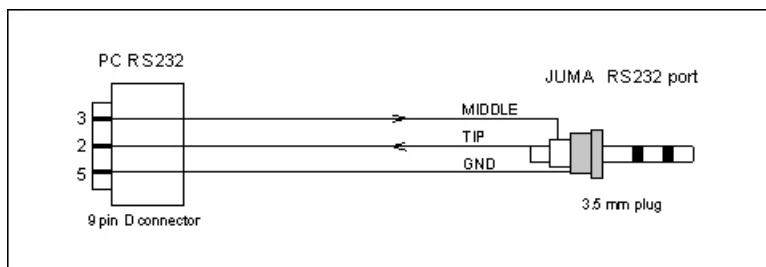 PC RS232
JUMA RS232 port
3
MIDDLE
2
TIP
5
GND
9 pin D connector
3.5 mm plug